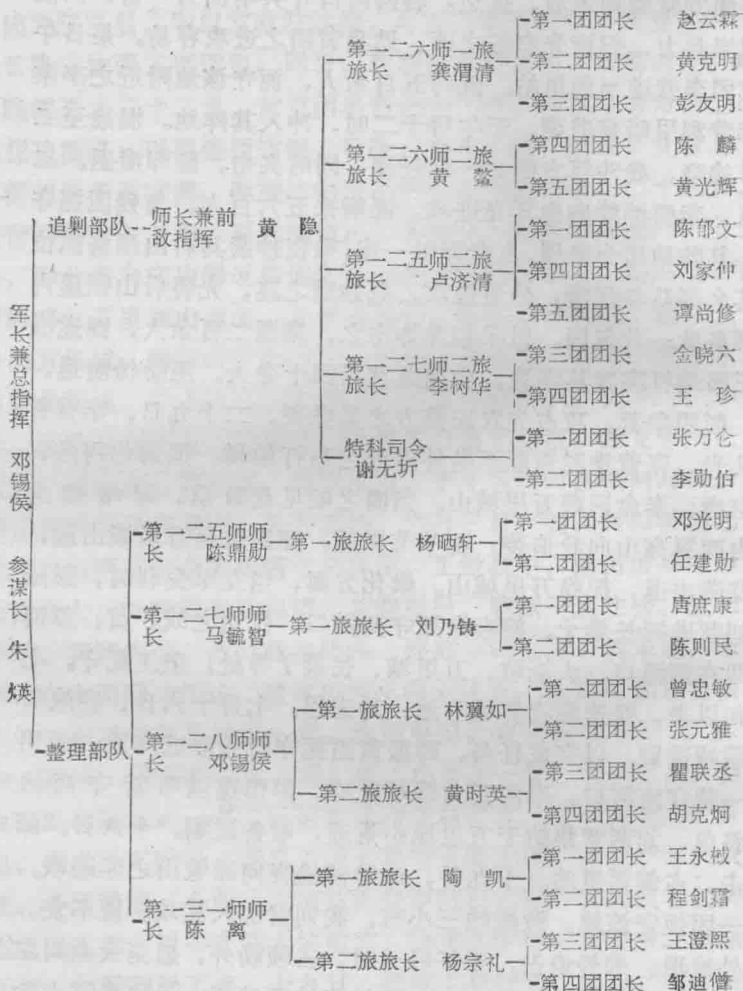 军长兼总指挥 邓锡侯 参谋长 朱煐
追剿部队
师长兼前敌指挥 黄隐
第一二六师一旅旅长 龚渭清
第一团团长 赵云霖
第二团团长 黄克明
第三团团长 彭友明
第一二六师二旅旅长 黄鳌
第四团团长 陈麟
第五团团长 黄光辉
第一二五师二旅旅长 卢济清
第一团团长 陈郁文
第四团团长 刘家仲
第五团团长 谭尚修
第一二七师二旅旅长 李树华
第三团团长 金晓六
第四团团长 王珍
特科司令 谢无圻
第一团团长 张万仑
第二团团长 李勋伯
整理部队
第一二五师师长 陈鼎勋
第一旅旅长 杨晒轩
第一团团长 邓光明
第二团团长 任建勋
第一二七师师长 马毓智
第一旅旅长 刘乃铸
第一团团长 唐庶康
第二团团长 陈则民
第一二八师师长 邓锡侯
第一旅旅长 林翼如
第一团团长 曾忠敏
第二团团长 张元雅
第二旅旅长 黄时英
第三团团长 瞿联丞
第四团团长 胡克炯
第一三一师师长 陈离
第一旅旅长 陶凯
第一团团长 王永樾
第二团团长 程剑霜
第二旅旅长 杨宗礼
第三团团长 王澄熙
第四团团长 邹迪僧